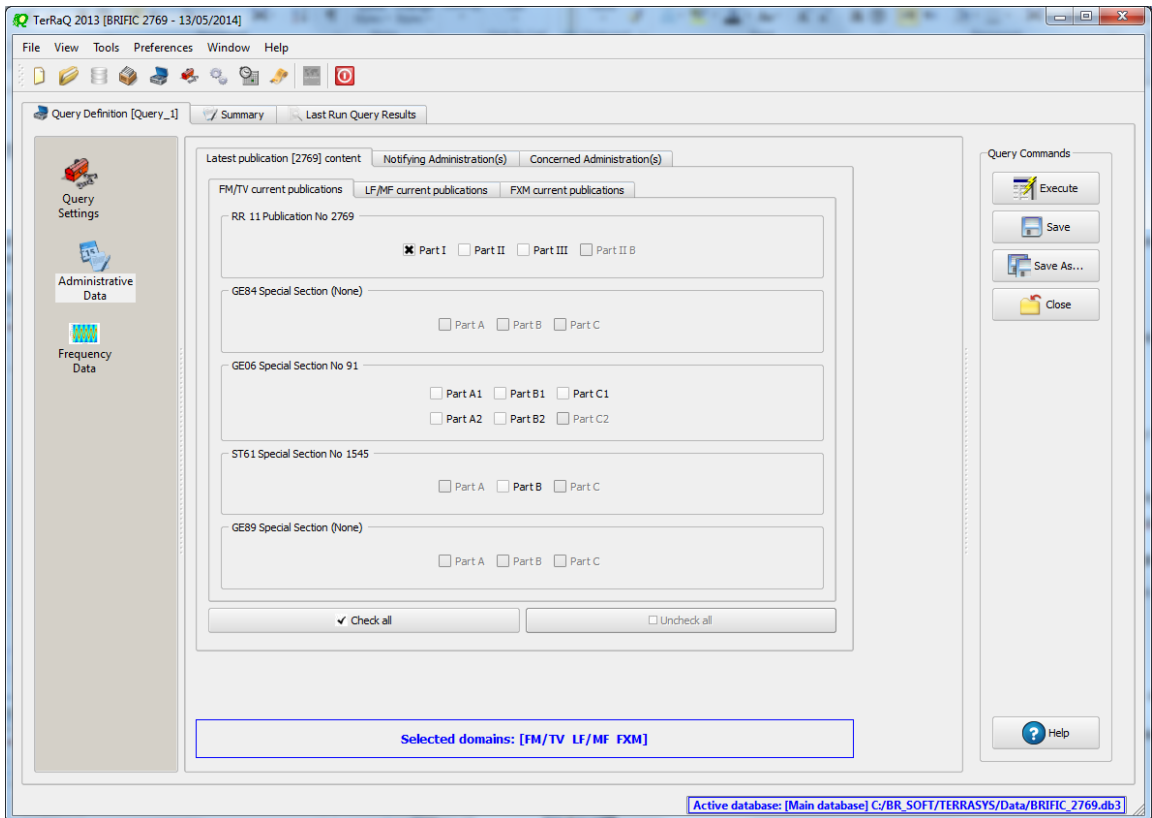 TerRaQ 2013 [BRIFIC 2769 - 13/05/2014]
File View Tools Preferences Window Help
Query Definition [Query_1] Summary Last Run Query Results
Query Settings
Administrative Data
Frequency Data
Latest publication [2769] content Notifying Administration(s) Concerned Administration(s)
FM/TV current publications LF/MF current publications FXM current publications
RR 11 Publication No 2769
Part I Part II Part III Part II B
GE84 Special Section (None)
Part A Part B Part C
GE06 Special Section No 91
Part A1 Part B1 Part C1
Part A2 Part B2 Part C2
ST61 Special Section No 1545
Part A Part B Part C
GE89 Special Section (None)
Part A Part B Part C
Check all Uncheck all
Selected domains: [FM/TV LF/MF FXM]
Query Commands
Execute
Save
Save As...
Close
Help
Active database: [Main database] C:/BR_SOFT/TERRASYS/Data/BRIFIC_2769.db3